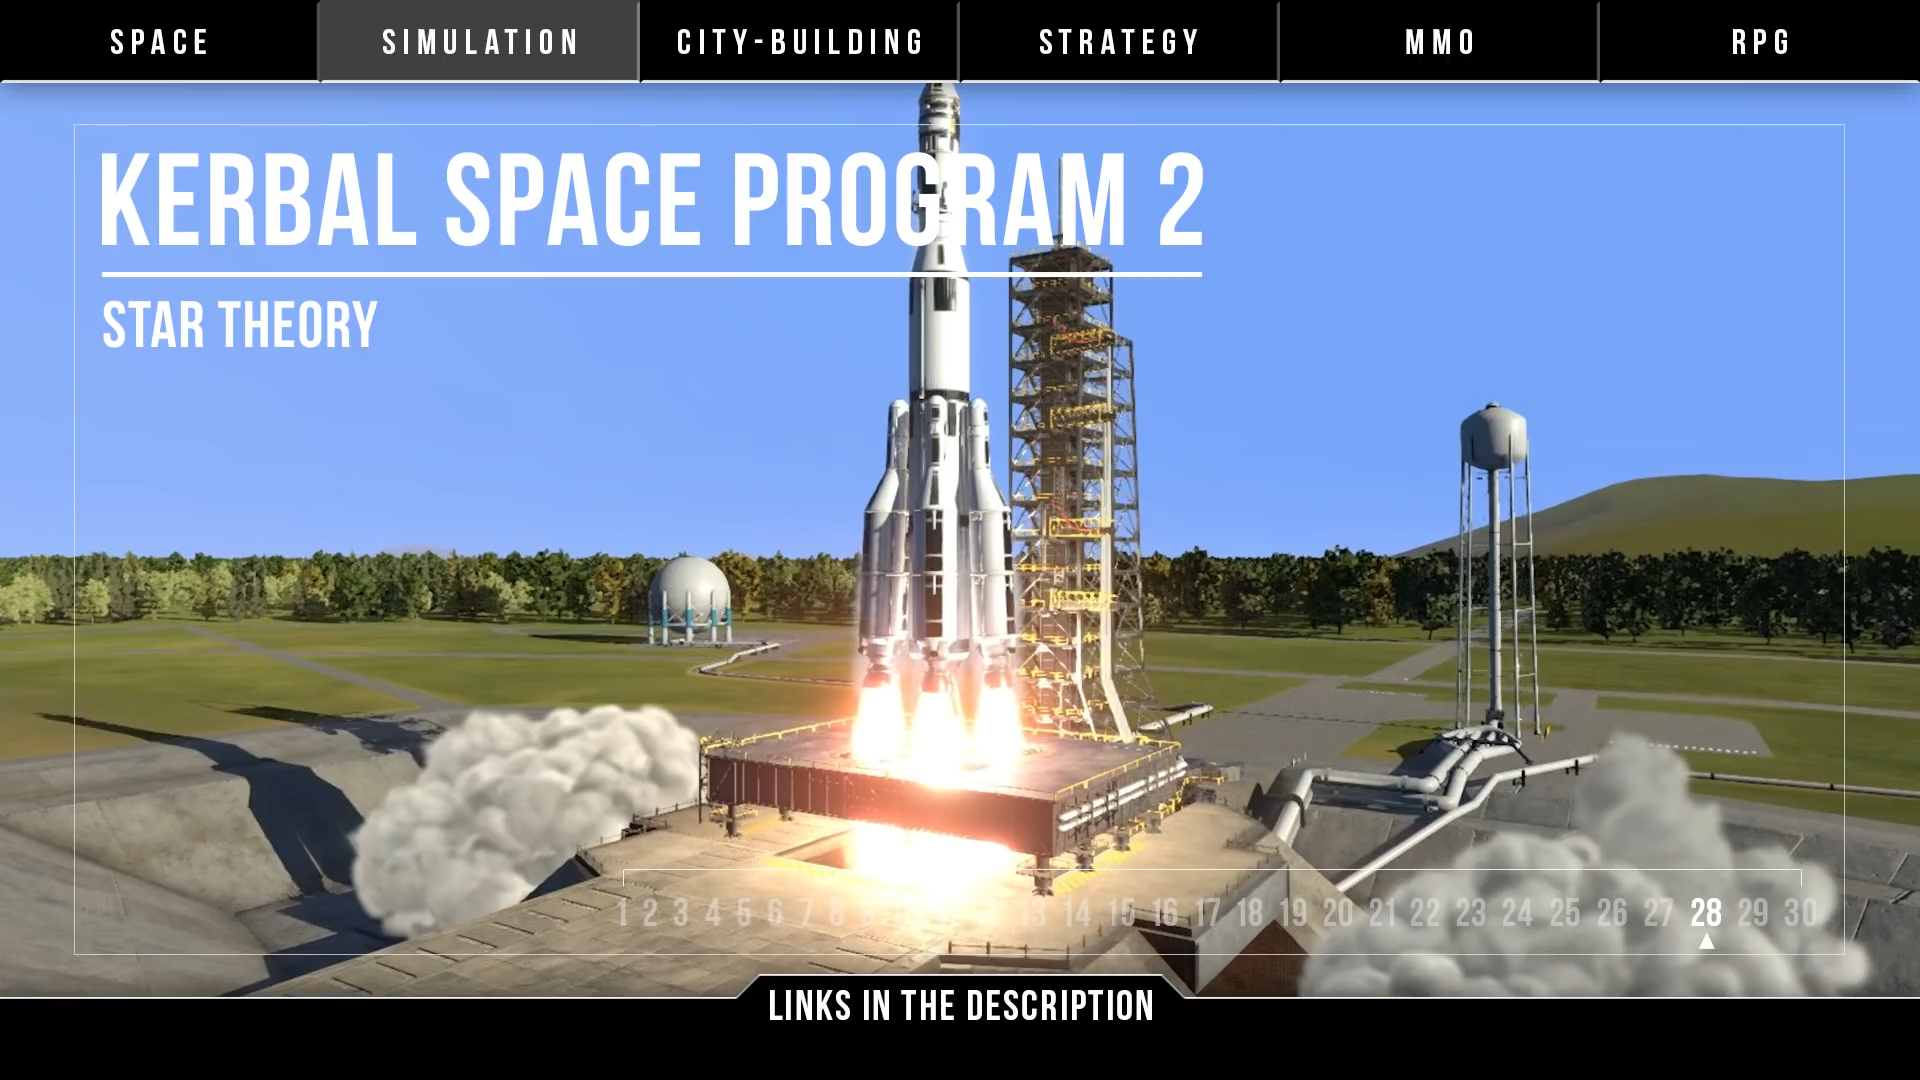 SPACE SIMULATION CITY-BUILDING STRATEGY MMO RPG
KERBAL SPACE PROGRAM 2
STAR THEORY
1 2 3 4 5 6 7 8 9 13 14 15 16 17 18 19 20 21 22 23 24 25 26 27 28 29 30
LINKS IN THE DESCRIPTION